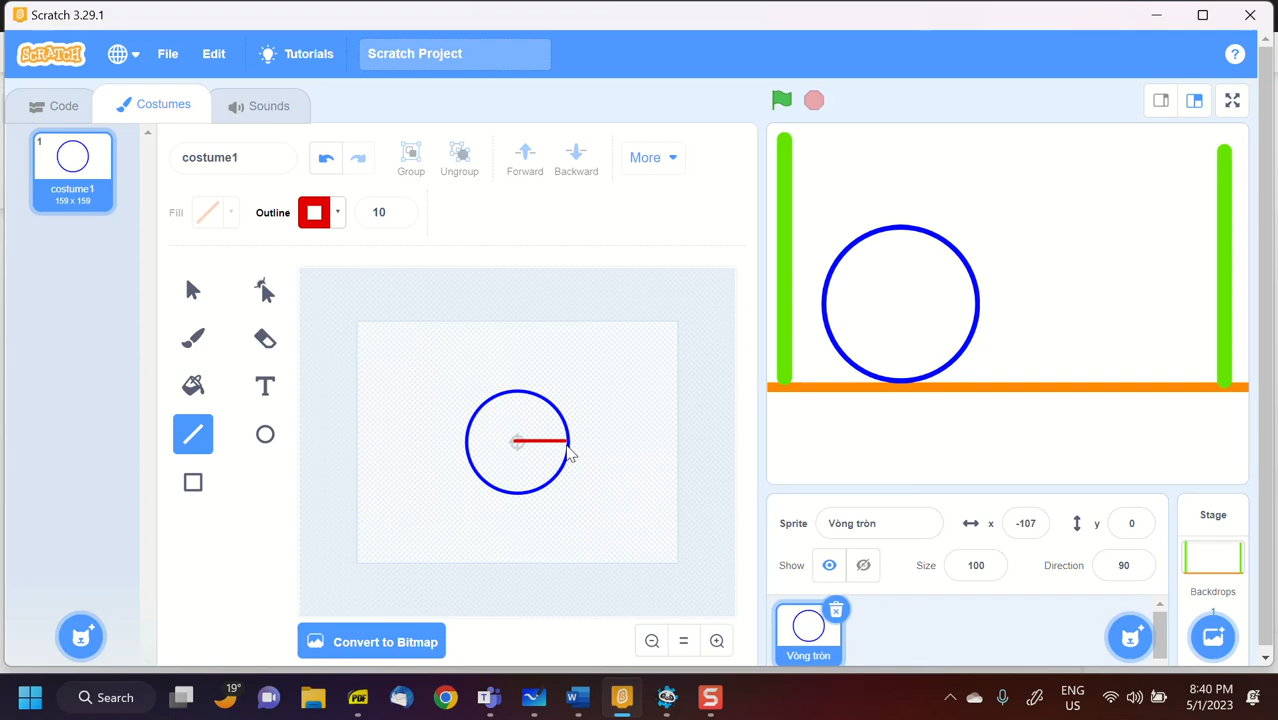 Scratch 3.29.1
SCRATCH
File
Edit
Tutorials
Scratch Project
?
Code
Costumes
Sounds
1
costume1
159 x 159
costume1
Group
Ungroup
Forward
Backward
More
Fill
Outline
10
T
Convert to Bitmap
Sprite
Vòng tròn
x
-107
y
0
Show
Size
100
Direction
90
Vòng tròn
Stage
Backdrops
1
Search
19°
PDF
T
W
S
ENG
US
8:40 PM
5/1/2023